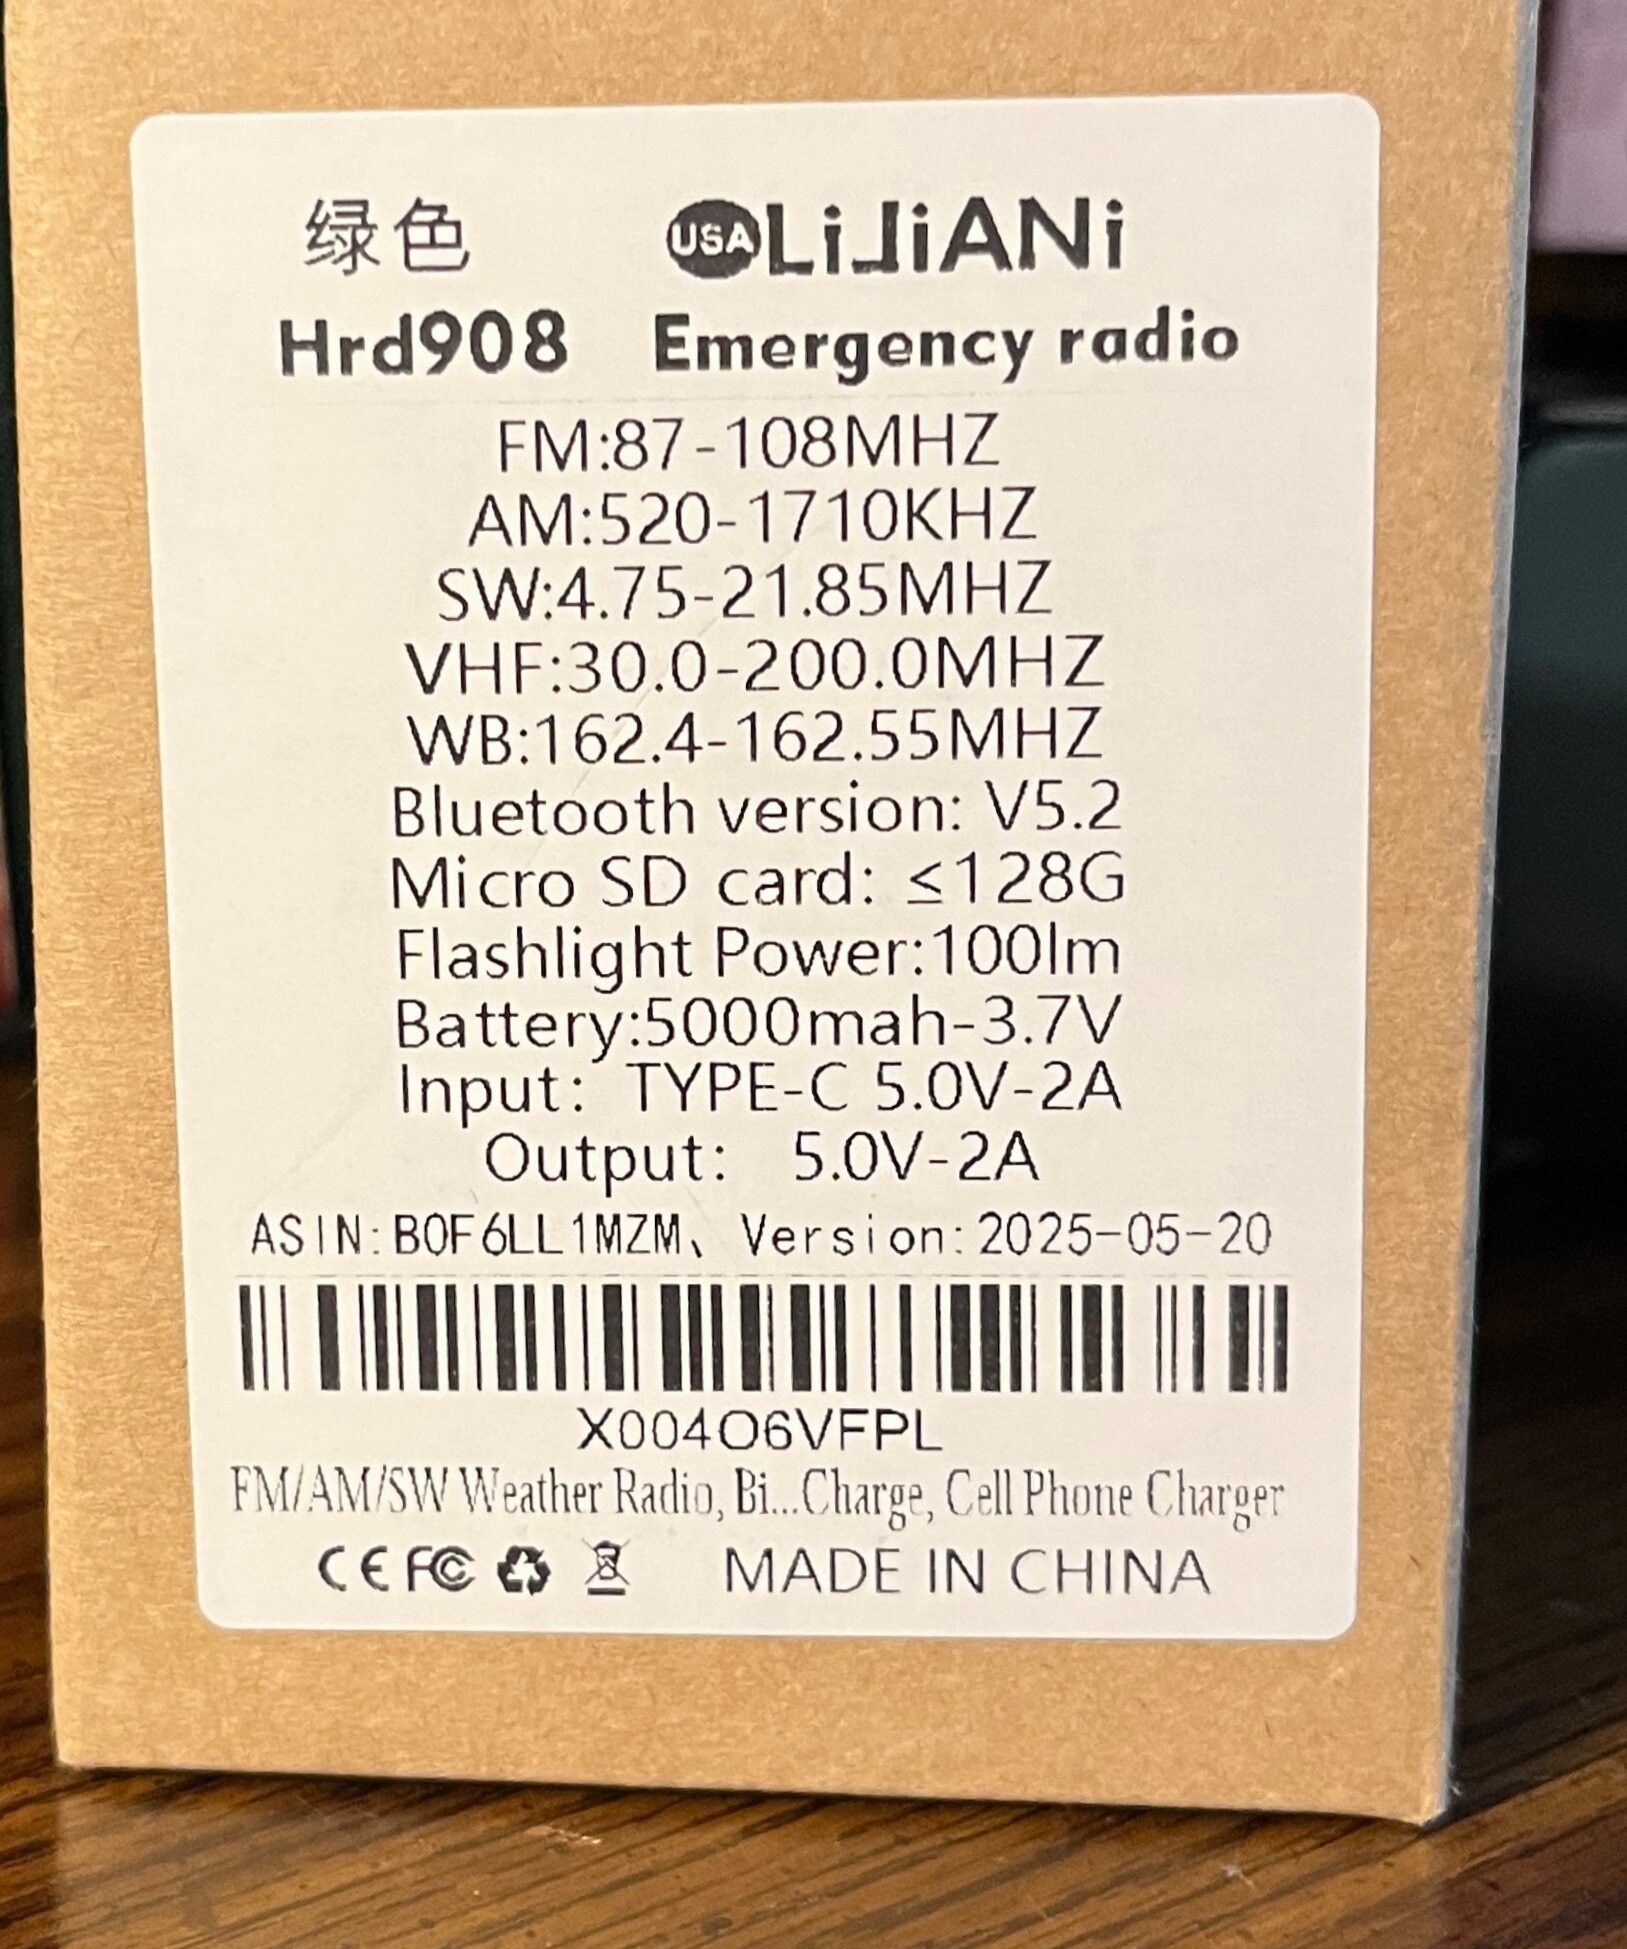 绿色 USA LiJiANi
Hrd908 Emergency radio
FM:87-108MHZ
AM:520-1710KHZ
SW:4.75-21.85MHZ
VHF:30.0-200.0MHZ
WB:162.4-162.55MHZ
Bluetooth version: V5.2
Micro SD card: ≤128G
Flashlight Power:100lm
Battery:5000mah-3.7V
Input: TYPE-C 5.0V-2A
Output: 5.0V-2A
ASIN:B0F6LL1MZM、Version:2025-05-20
X004O6VFPL
FM/AM/SW Weather Radio, Bi...Charge, Cell Phone Charger
CE FC MADE IN CHINA